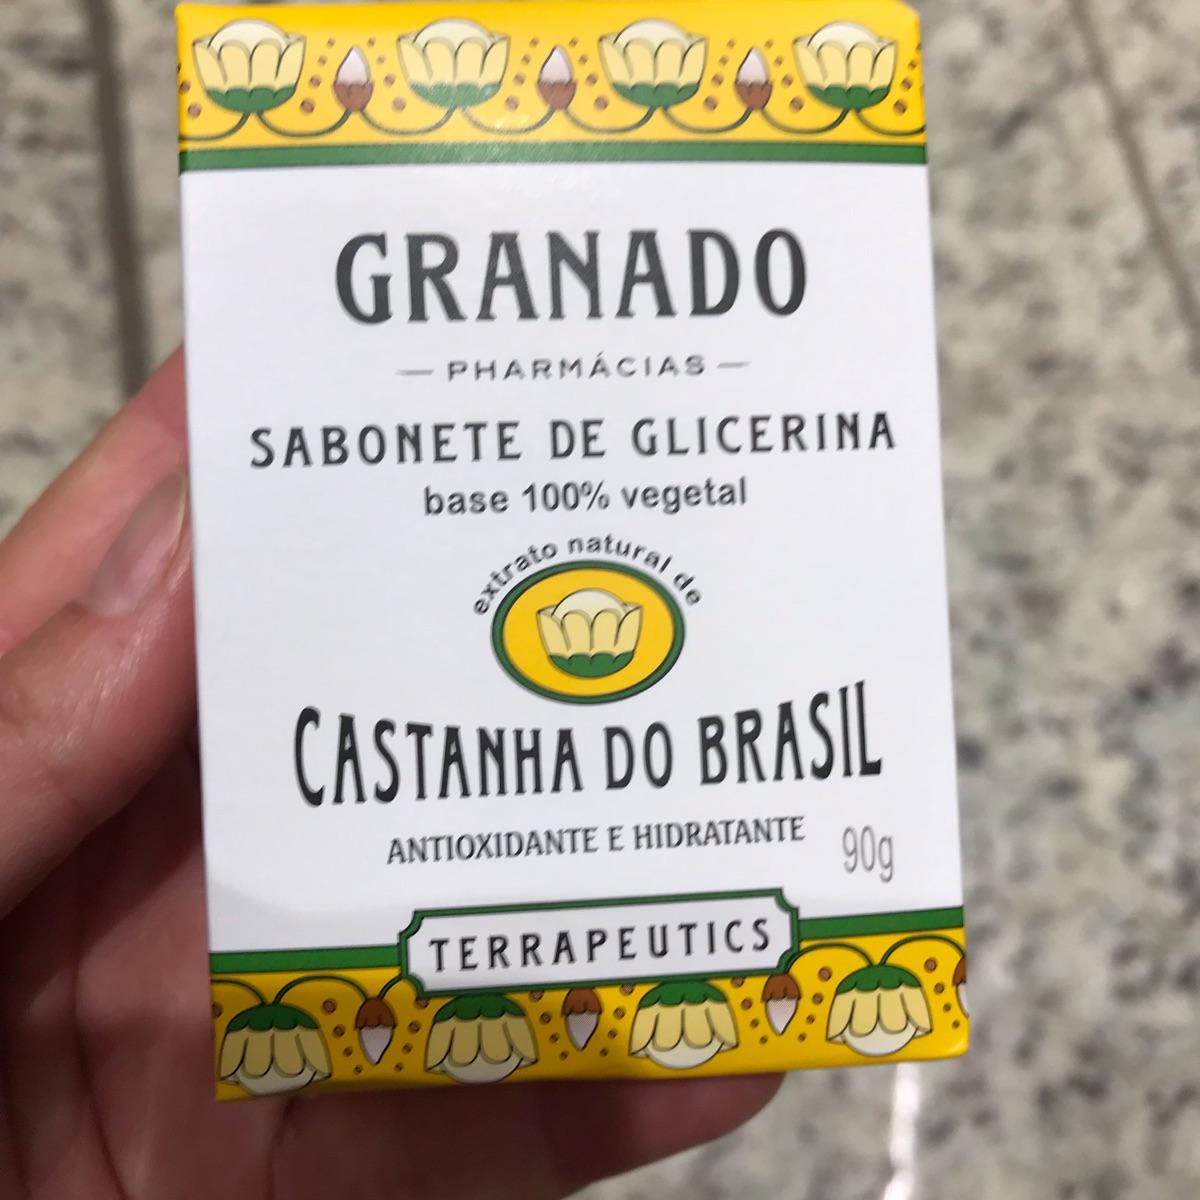 GRANADO
PHARMÁCIAS
SABONETE DE GLICERINA
base 100% vegetal
extrato natural de
CASTANHA DO BRASIL
ANTIOXIDANTE E HIDRATANTE
90g
TERRAPEUTICS